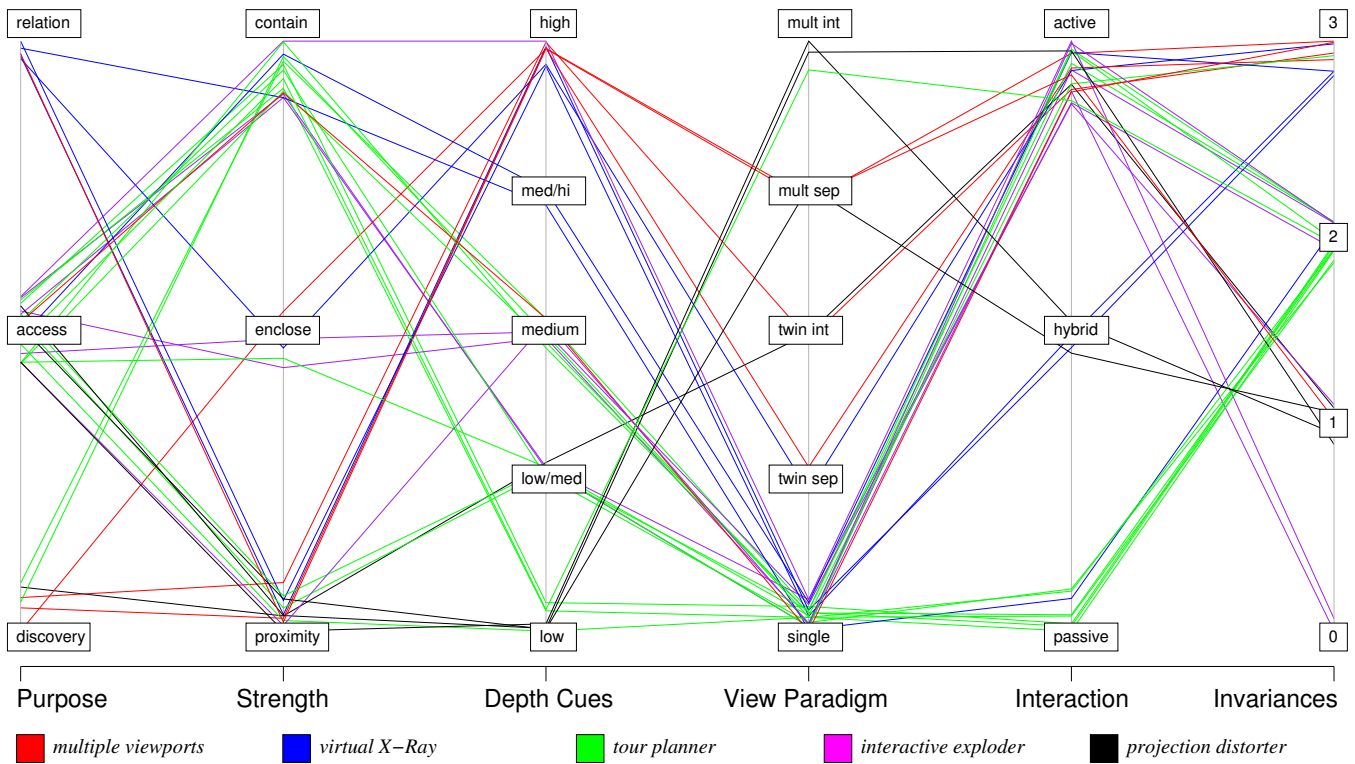 relation contain high mult int active 3
med/hi mult sep
2
access enclose medium twin int hybrid
1
low/med twin sep
discovery proximity low single passive 0
Purpose Strength Depth Cues View Paradigm Interaction Invariances
multiple viewports virtual X−Ray tour planner interactive exploder projection distorter